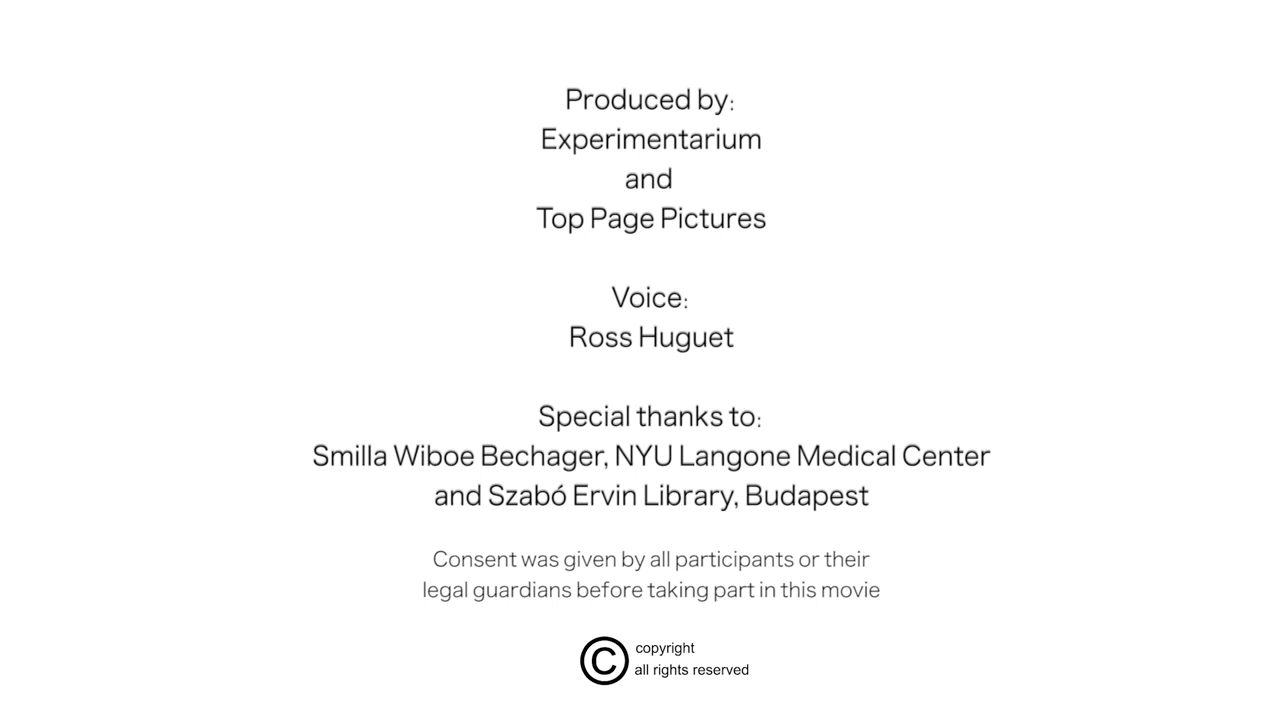 Produced by:
Experimentarium
and
Top Page Pictures
Voice:
Ross Huguet
Special thanks to:
Smilla Wiboe Bechager, NYU Langone Medical Center
and Szabó Ervin Library, Budapest
Consent was given by all participants or their
legal guardians before taking part in this movie
© copyright
all rights reserved